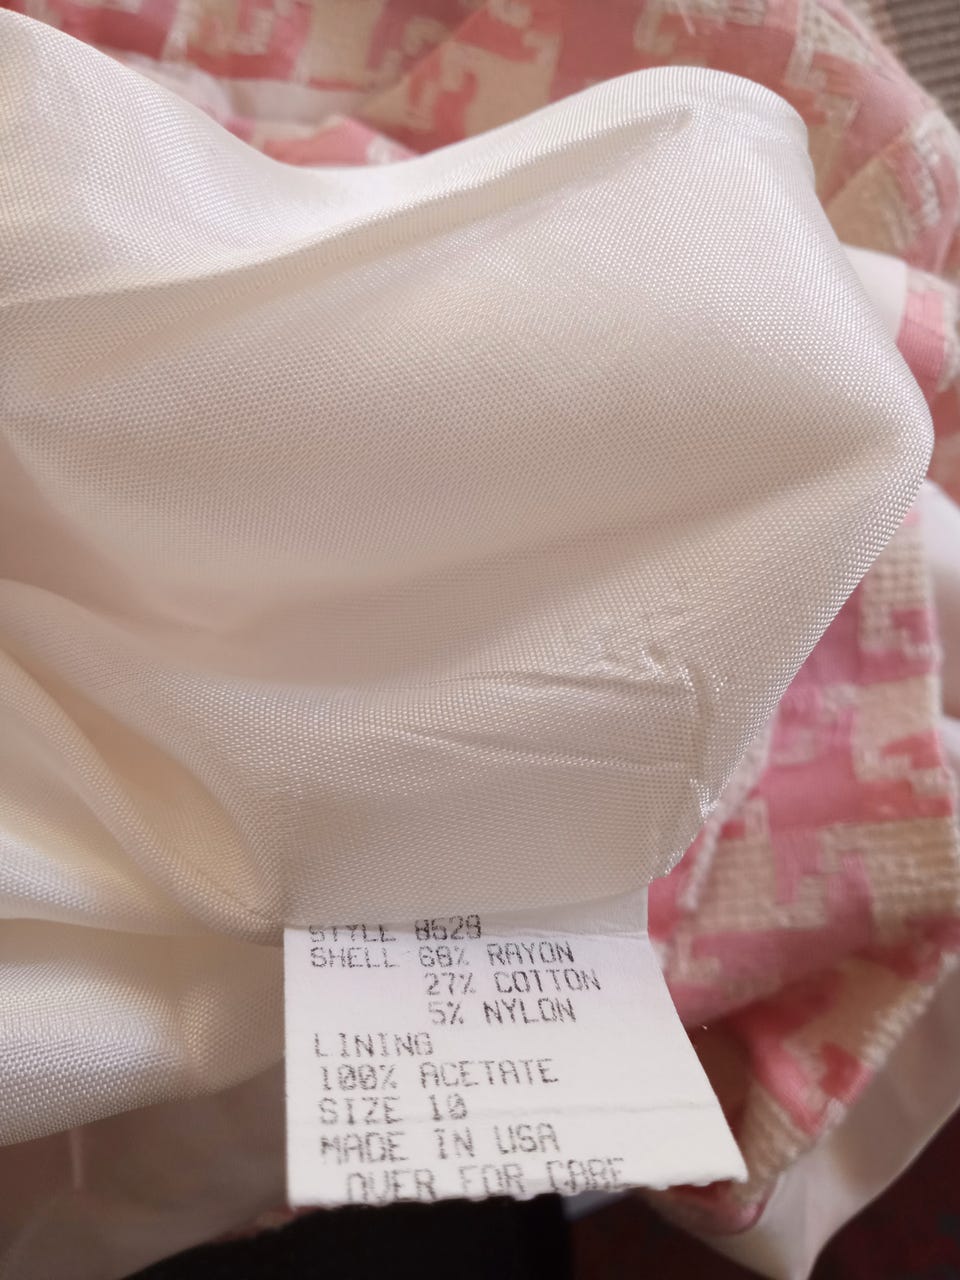 STYLE 8529
SHELL 68% RAYON
27% COTTON
5% NYLON
LINING
100% ACETATE
SIZE 10
MADE IN USA
OVER FOR CARE